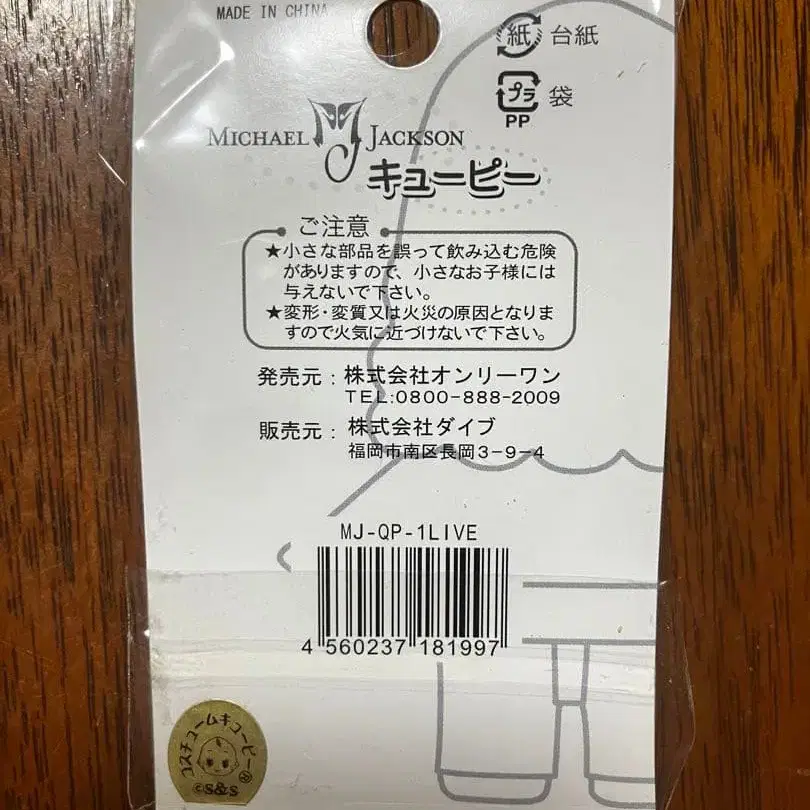 MADE IN CHINA
紙 台紙
プラ 袋
PP
MICHAEL MJ JACKSON
キューピー
ご注意
★小さな部品を誤って飲み込む危険
がありますので、小さなお子様には
与えないで下さい。
★変形・変質又は火災の原因となりま
すので火気に近づけないで下さい。
発売元：株式会社オンリーワン
TEL:0800-888-2009
販売元：株式会社ダイブ
福岡市南区長岡3-9-4
MJ-QP-1LIVE
4 560237 181997
コスチュームキューピー®
©S&S